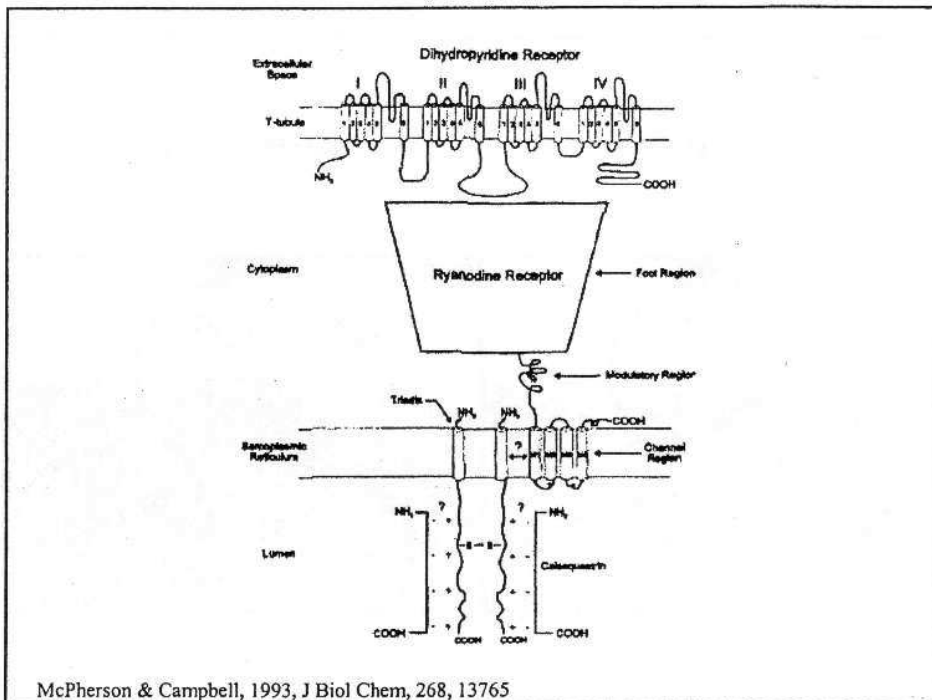 Dihydropyridine Receptor
Extracellular
Space
I II III IV
T-tubule
NH₂
COOH
Cytoplasm
Ryanodine Receptor
Foot Region
Modulatory Region
Triadin
NH₂ NH₂
COOH
Sarcoplasmic
Reticulum
?
Channel
Region
? ?
NH₂ NH₂
Lumen
S S
Calsequestrin
COOH COOH COOH COOH
McPherson & Campbell, 1993, J Biol Chem, 268, 13765